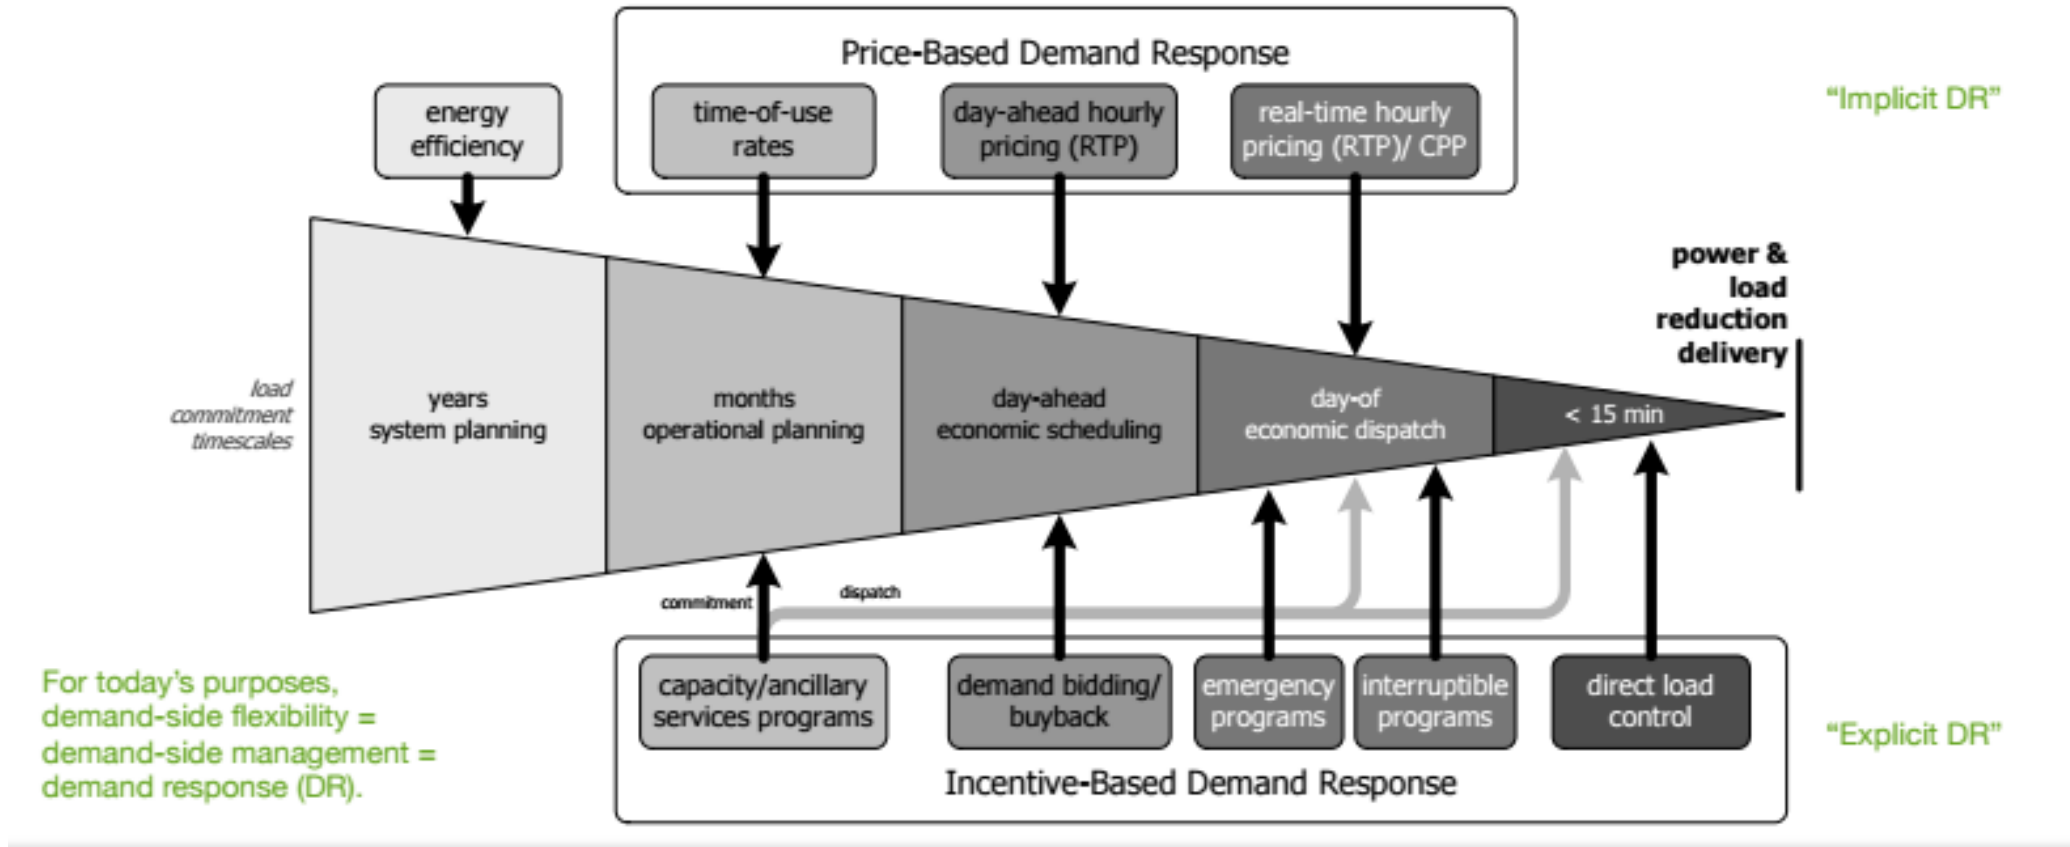 Price-Based Demand Response
energy
efficiency
time-of-use
rates
day-ahead hourly
pricing (RTP)
real-time hourly
pricing (RTP)/ CPP
“Implicit DR”
power &
load
reduction
delivery
load
commitment
timescales
years
system planning
months
operational planning
day-ahead
economic scheduling
day-of
economic dispatch
< 15 min
commitment
dispatch
capacity/ancillary
services programs
demand bidding/
buyback
emergency
programs
interruptible
programs
direct load
control
Incentive-Based Demand Response
“Explicit DR”
For today’s purposes,
demand-side flexibility =
demand-side management =
demand response (DR).